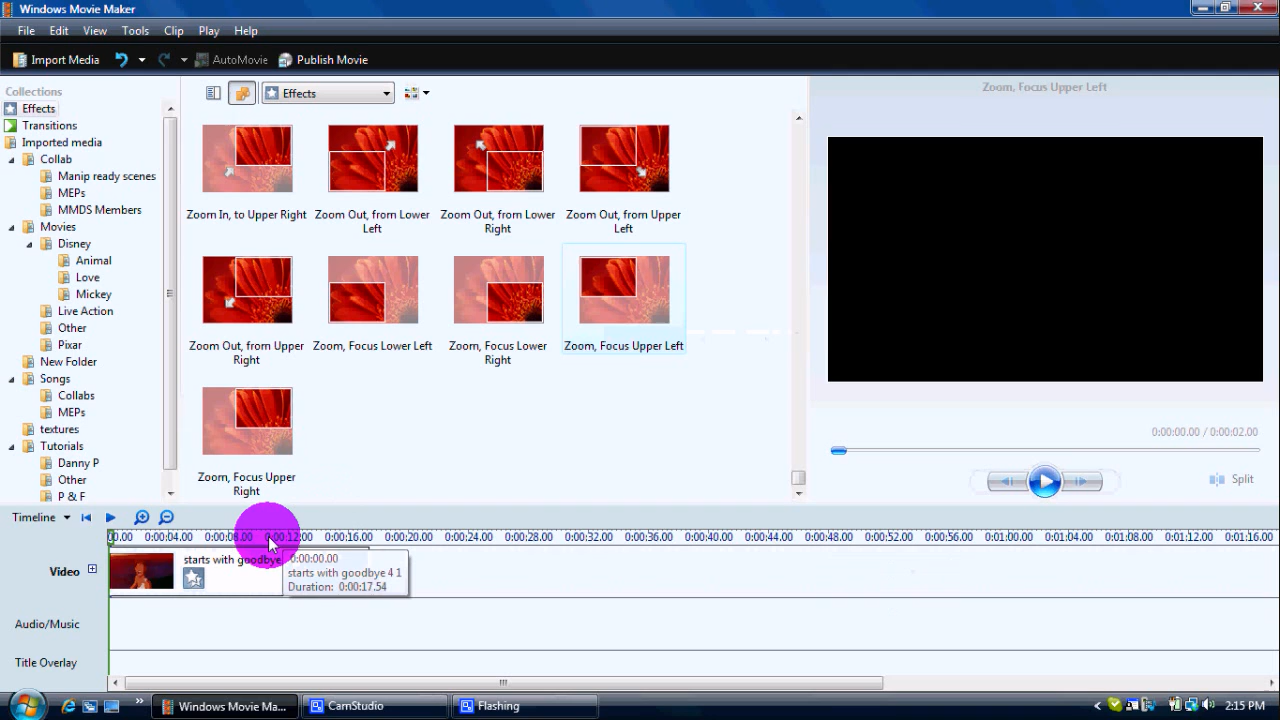 Windows Movie Maker
File Edit View Tools Clip Play Help
Import Media AutoMovie Publish Movie
Collections
Effects
Transitions
Imported media
Collab
Manip ready scenes
MEPs
MMDS Members
Movies
Disney
Animal
Love
Mickey
Live Action
Other
Pixar
New Folder
Songs
Collabs
MEPs
textures
Tutorials
Danny P
Other
P & F
Effects
Zoom In, to Upper Right
Zoom Out, from Lower
Left
Zoom Out, from Lower
Right
Zoom Out, from Upper
Left
Zoom Out, from Upper
Right
Zoom, Focus Lower Left
Zoom, Focus Lower
Right
Zoom, Focus Upper Left
Zoom, Focus Upper
Right
Zoom, Focus Upper Left
0:00:00.00 / 0:00:02.00
Split
Timeline
00.00 0:00:04.00 0:00:08.00 0:00:12.00 0:00:16.00 0:00:20.00 0:00:24.00 0:00:28.00 0:00:32.00 0:00:36.00 0:00:40.00 0:00:44.00 0:00:48.00 0:00:52.00 0:00:56.00 0:01:00.00 0:01:04.00 0:01:08.00 0:01:12.00 0:01:16.00
Video
starts with goodbye
0:00:00.00
starts with goodbye 4 1
Duration: 0:00:17.54
Audio/Music
Title Overlay
Windows Movie Ma... CamStudio Flashing 2:15 PM